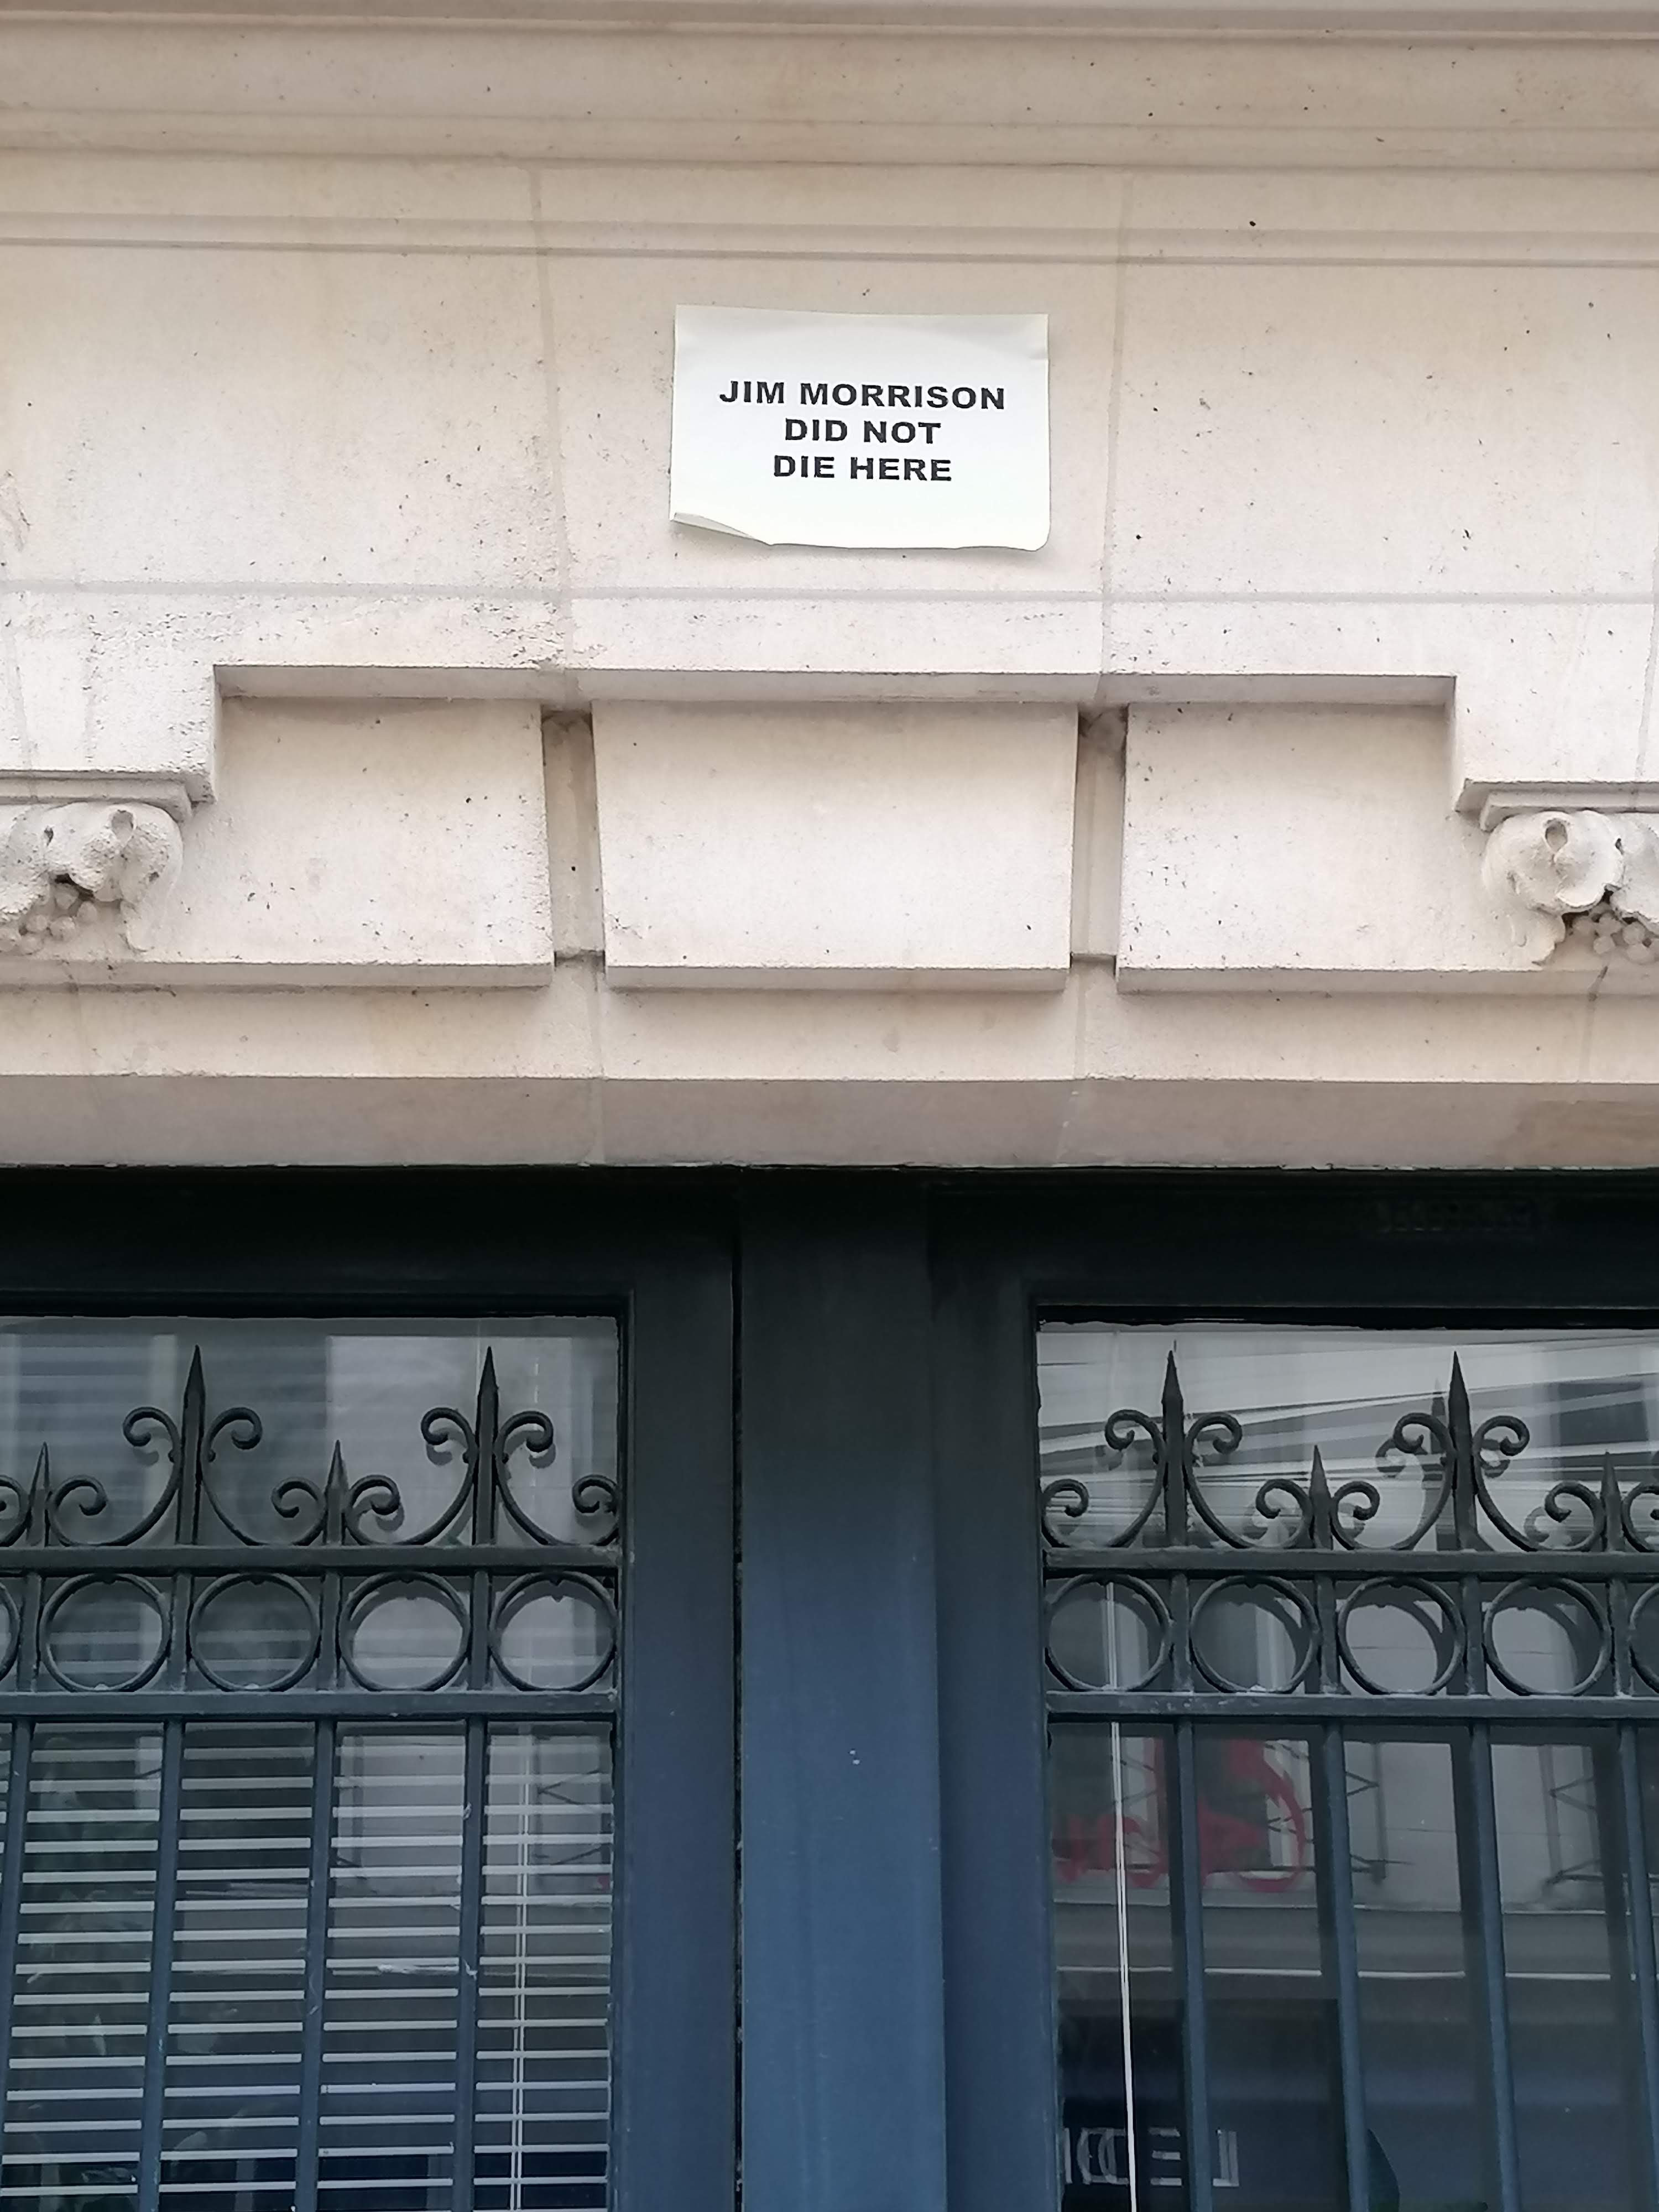 JIM MORRISON
DID NOT
DIE HERE